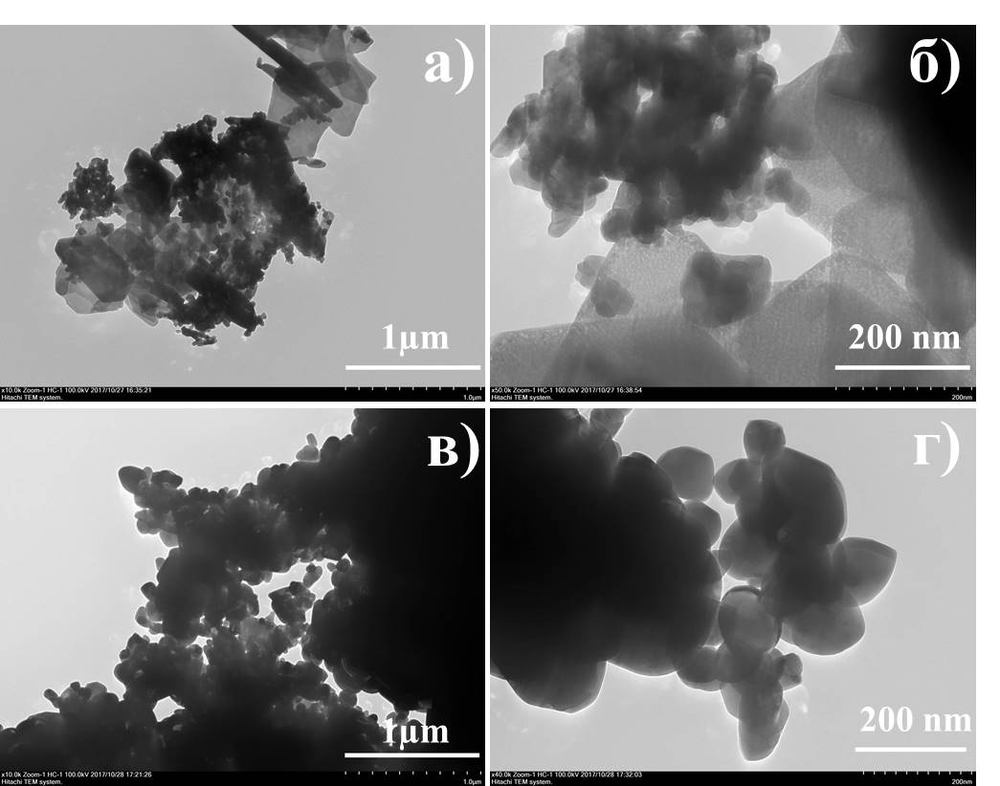 а)
1µm
x10.0k Zoom-1 HC-1 100.0kV 2017/10/27 16:35:21
Hitachi TEM system.
1.0µm
б)
200 nm
x50.0k Zoom-1 HC-1 100.0kV 2017/10/27 16:38:54
Hitachi TEM system.
200nm
в)
1µm
x10.0k Zoom-1 HC-1 100.0kV 2017/10/28 17:21:26
Hitachi TEM system.
1.0µm
г)
200 nm
x40.0k Zoom-1 HC-1 100.0kV 2017/10/28 17:32:03
Hitachi TEM system.
200nm